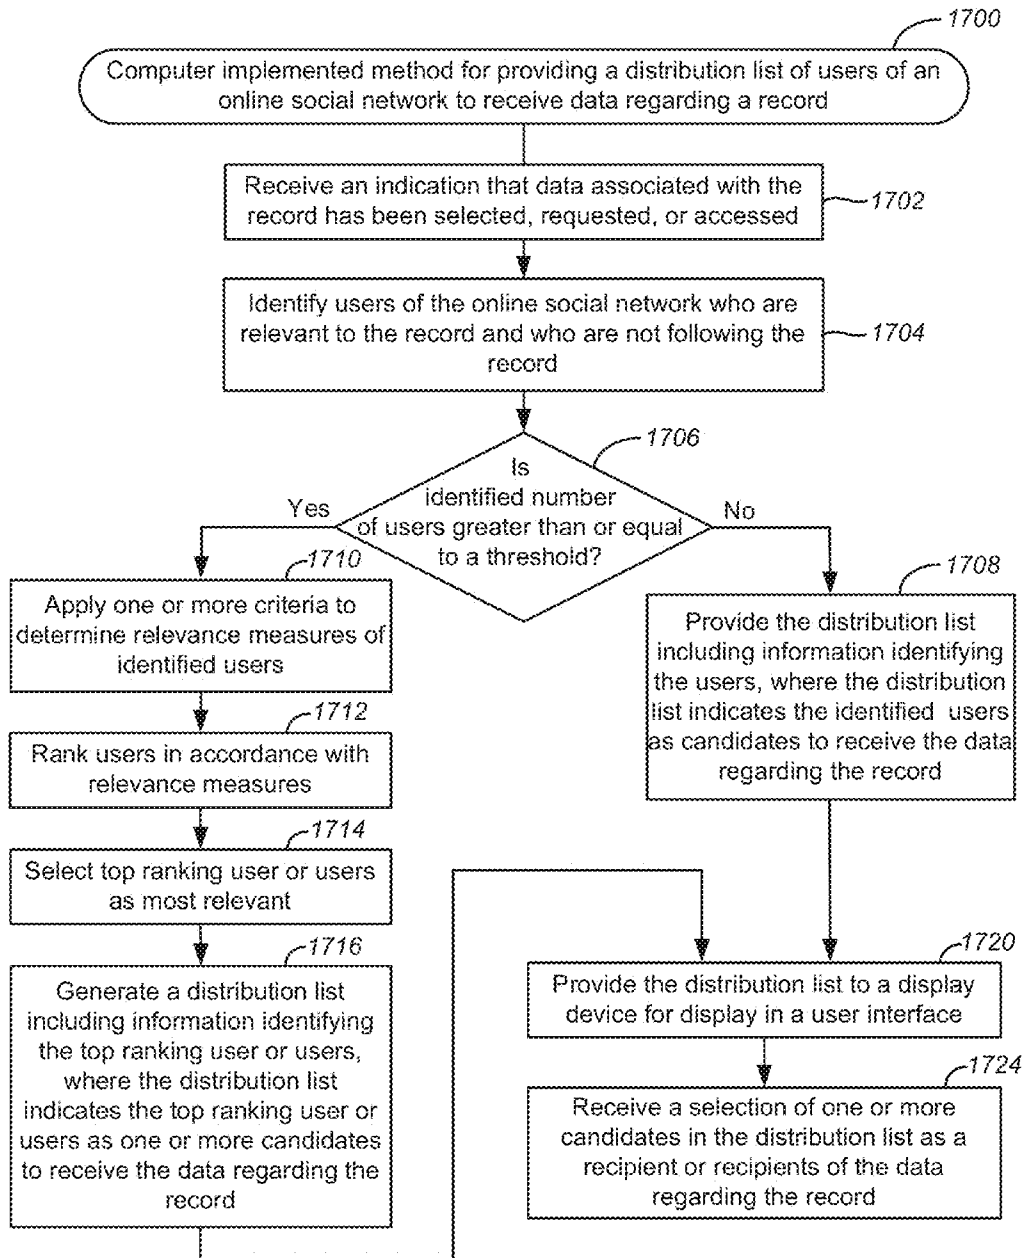 1700
Computer implemented method for providing a distribution list of users of an
online social network to receive data regarding a record
Receive an indication that data associated with the
record has been selected, requested, or accessed
1702
Identify users of the online social network who are
relevant to the record and who are not following the
record
1704
1706
Is
identified number
of users greater than or equal
to a threshold?
Yes
No
1710
Apply one or more criteria to
determine relevance measures of
identified users
1712
Rank users in accordance with
relevance measures
1714
Select top ranking user or users
as most relevant
1716
Generate a distribution list
including information identifying
the top ranking user or users,
where the distribution list
indicates the top ranking user or
users as one or more candidates
to receive the data regarding the
record
1708
Provide the distribution list
including information identifying
the users, where the distribution
list indicates the identified users
as candidates to receive the data
regarding the record
1720
Provide the distribution list to a display
device for display in a user interface
1724
Receive a selection of one or more
candidates in the distribution list as a
recipient or recipients of the data
regarding the record